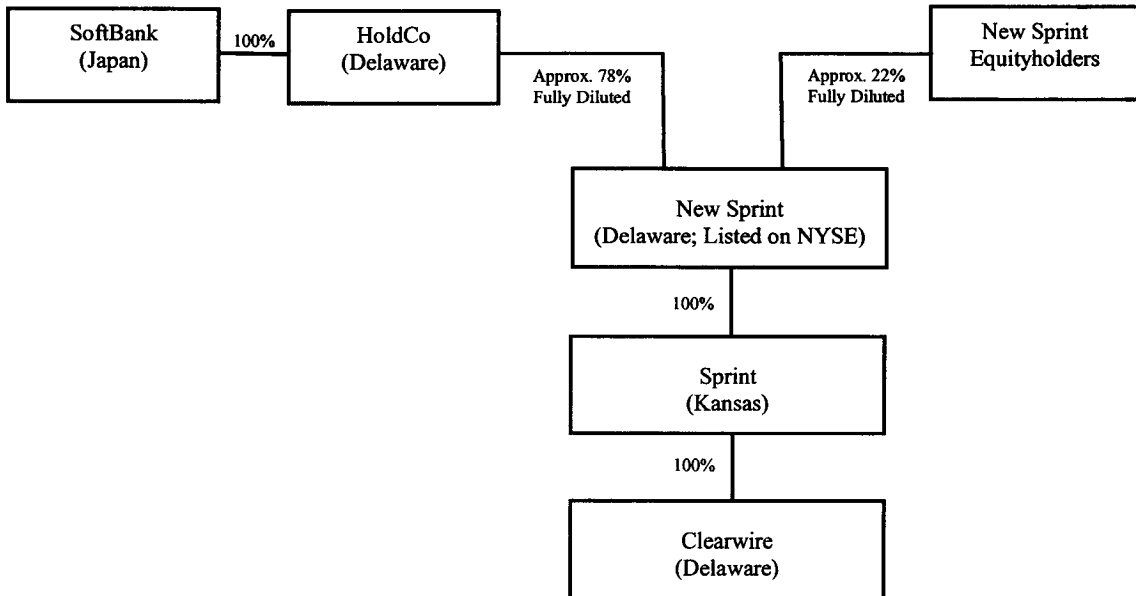 SoftBank
(Japan)
100%
HoldCo
(Delaware)
Approx. 78%
Fully Diluted
Approx. 22%
Fully Diluted
New Sprint
Equityholders
New Sprint
(Delaware; Listed on NYSE)
100%
Sprint
(Kansas)
100%
Clearwire
(Delaware)